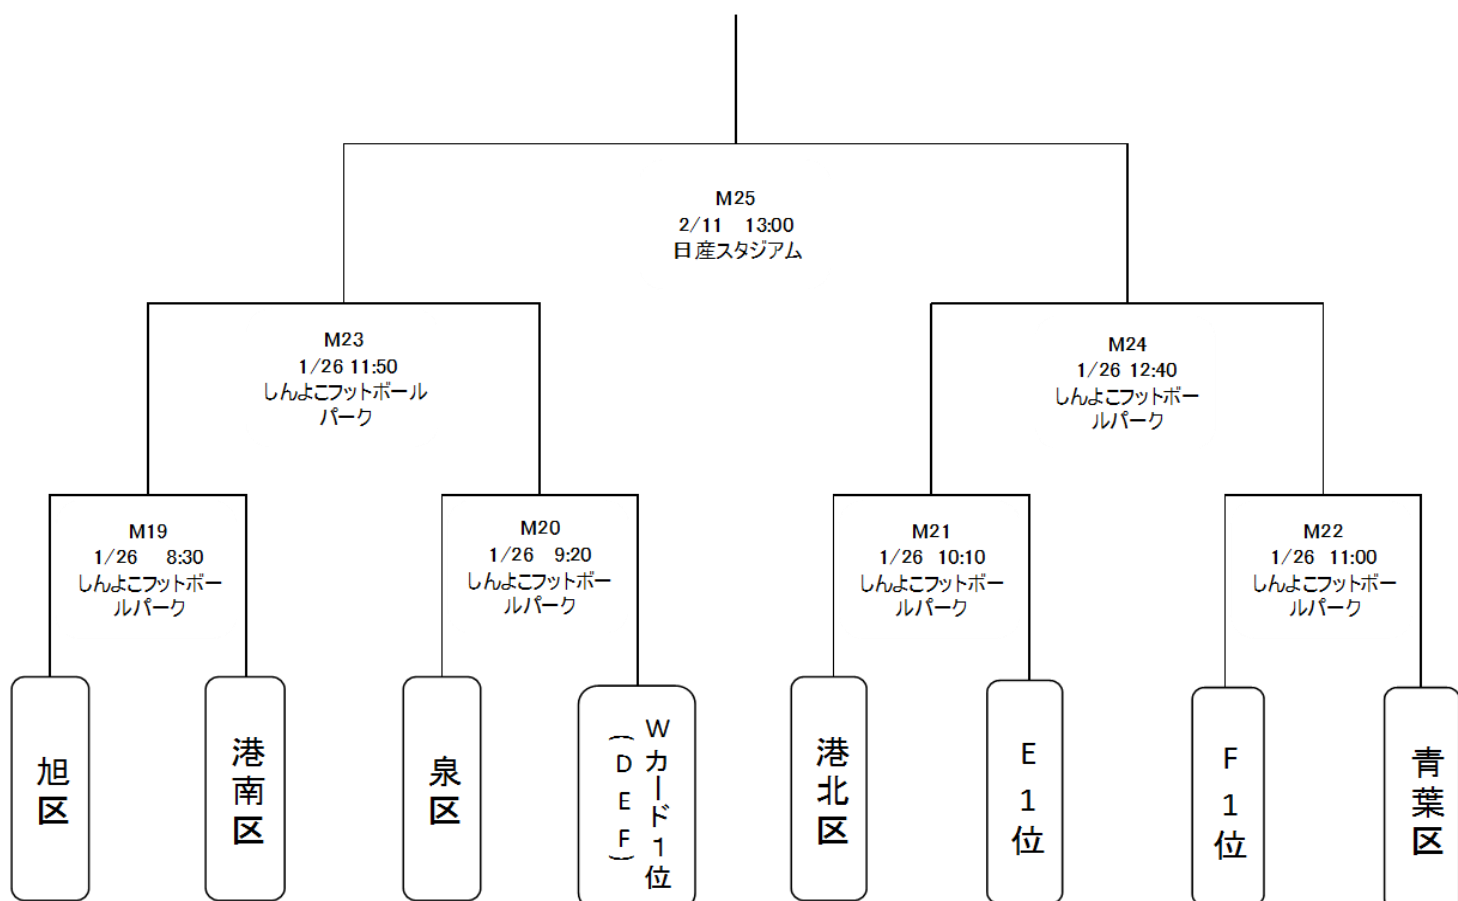 M25
2/11 13:00
日産スタジアム
M23
1/26 11:50
しんよこフットボール
パーク
M24
1/26 12:40
しんよこフットボー
ルパーク
M19
1/26 8:30
しんよこフットボー
ルパーク
M20
1/26 9:20
しんよこフットボー
ルパーク
M21
1/26 10:10
しんよこフットボー
ルパーク
M22
1/26 11:00
しんよこフットボー
ルパーク
旭区
港南区
泉区
Wカード1位
(DEF)
港北区
E1位
F1位
青葉区